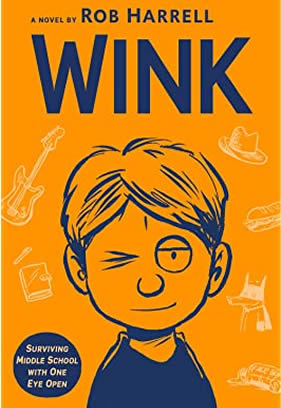 A NOVEL BY ROB HARRELL
WINK
SURVIVING
MIDDLE SCHOOL
WITH ONE
EYE OPEN